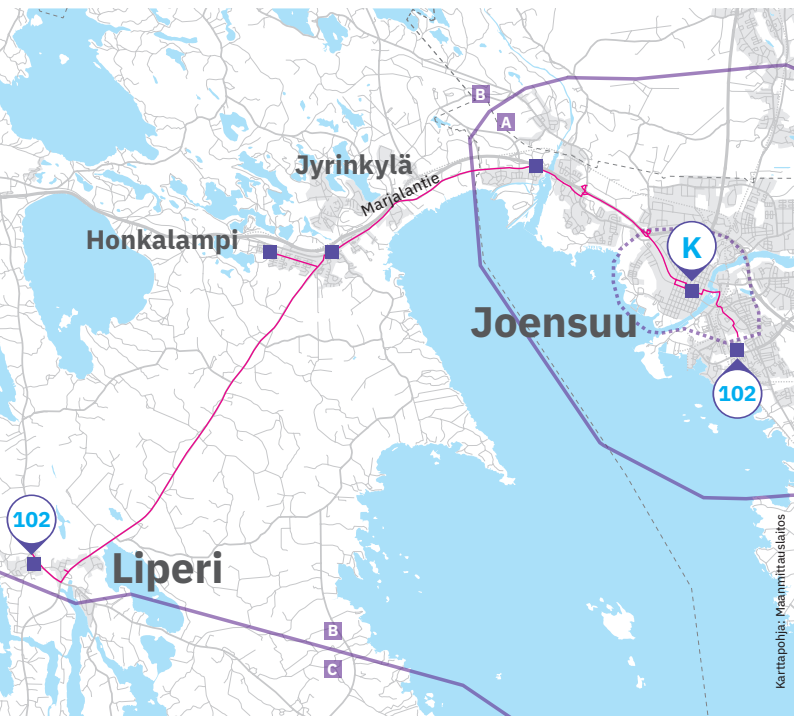 B
A
Jyrinkylä
Marjalantie
Honkalampi
K
Joensuu
102
102
Liperi
B
C
Karttapohja: Maanmittauslaitos